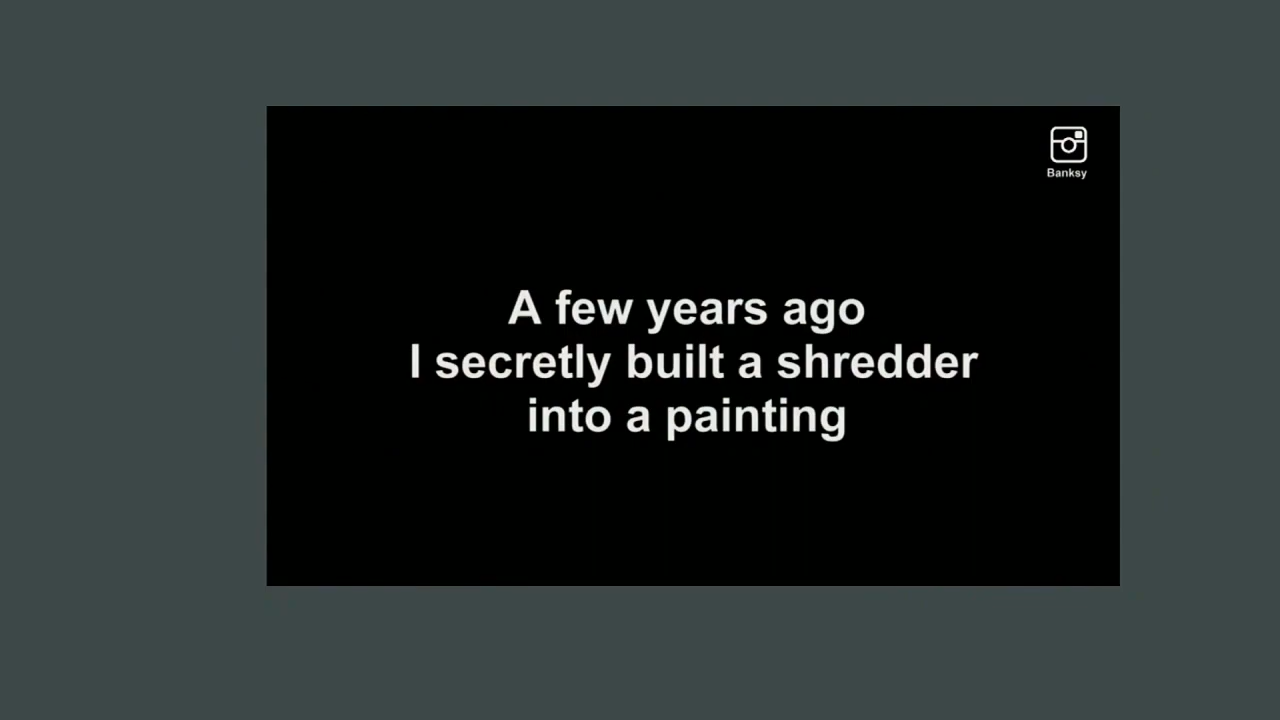 Banksy
A few years ago
I secretly built a shredder
into a painting